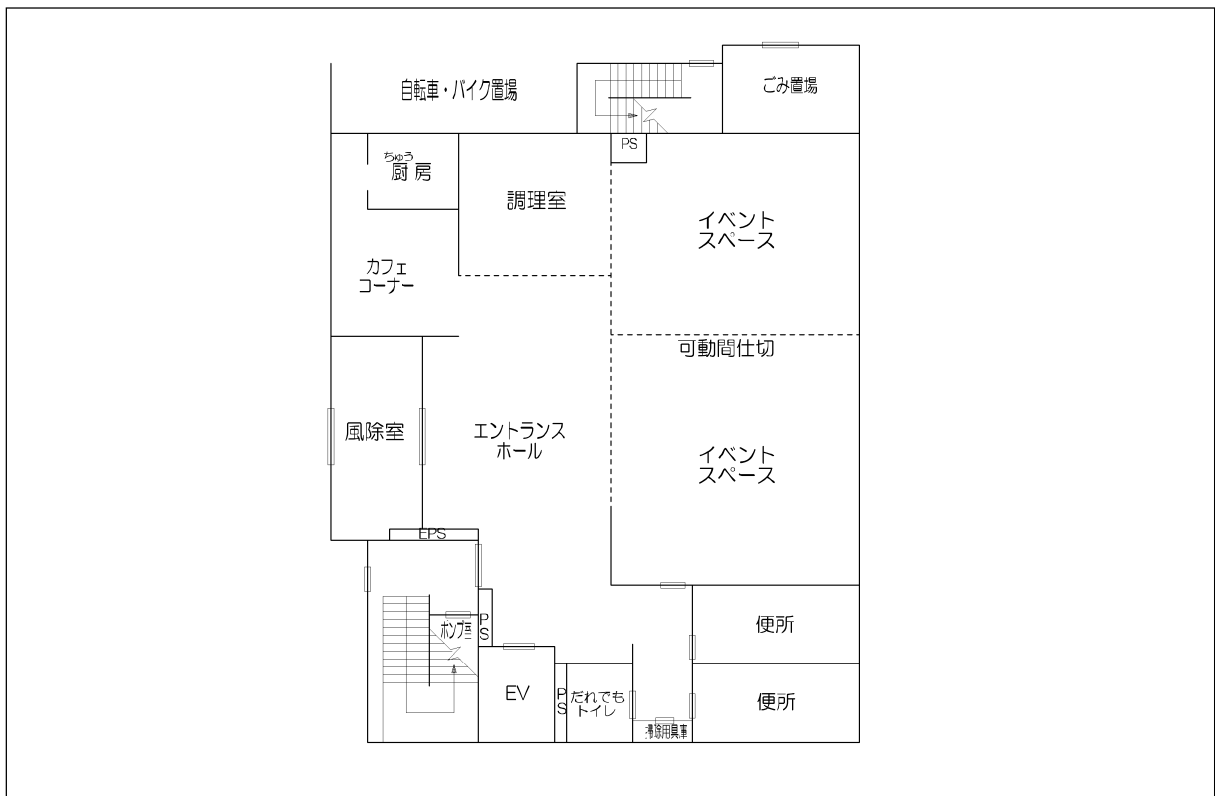 自転車・バイク置場
ごみ置場
PS
ちゅう
厨房
調理室
イベント
スペース
カフェ
コーナー
可動間仕切
風除室
エントランス
ホール
イベント
スペース
EPS
PS
ポンプ室
便所
EV
PS
だれでも
トイレ
便所
掃除用具庫